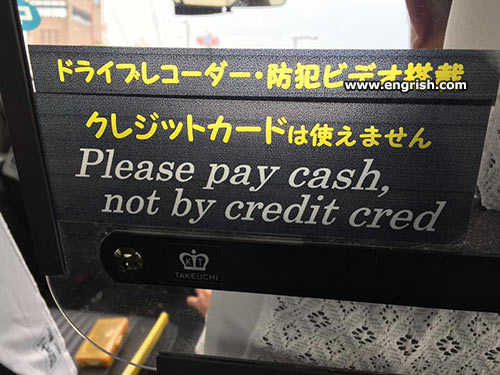 ドライブレコーダー・防犯ビデオ搭載
www.engrish.com
クレジットカードは使えません
Please pay cash,
not by credit cred
KT
TAKEUCHI